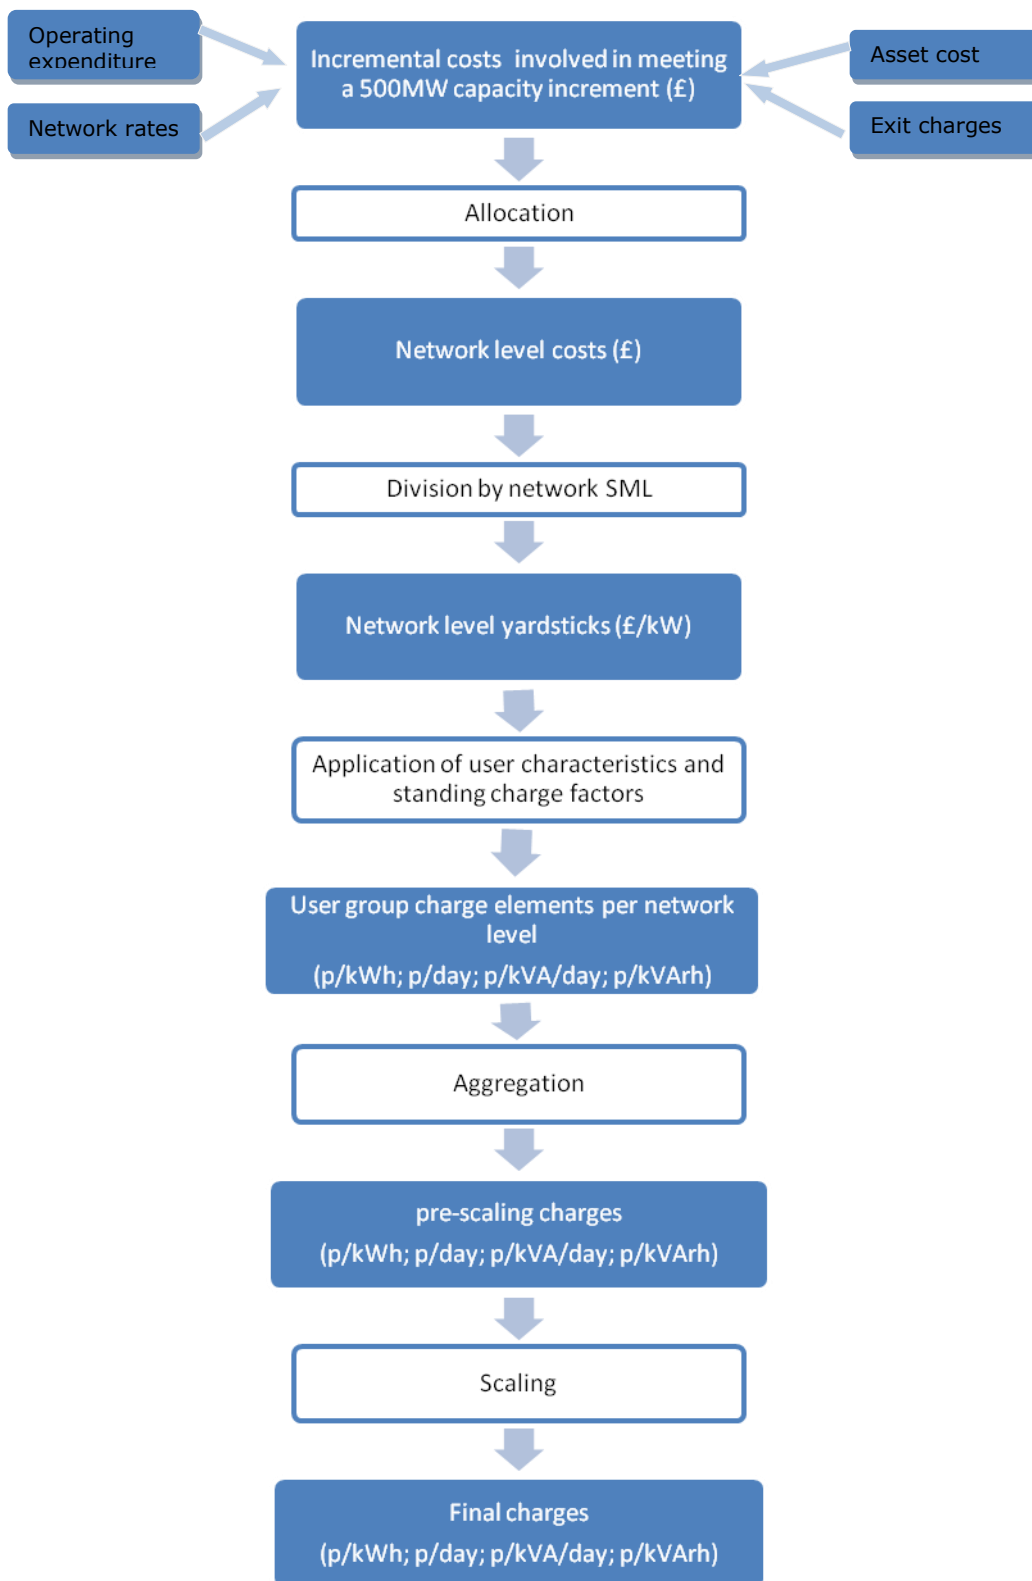 Operating
expenditure
Network rates
Incremental costs involved in meeting
a 500MW capacity increment (£)
Asset cost
Exit charges
Allocation
Network level costs (£)
Division by network SML
Network level yardsticks (£/kW)
Application of user characteristics and
standing charge factors
User group charge elements per network
level
(p/kWh; p/day; p/kVA/day; p/kVArh)
Aggregation
pre-scaling charges
(p/kWh; p/day; p/kVA/day; p/kVArh)
Scaling
Final charges
(p/kWh; p/day; p/kVA/day; p/kVArh)